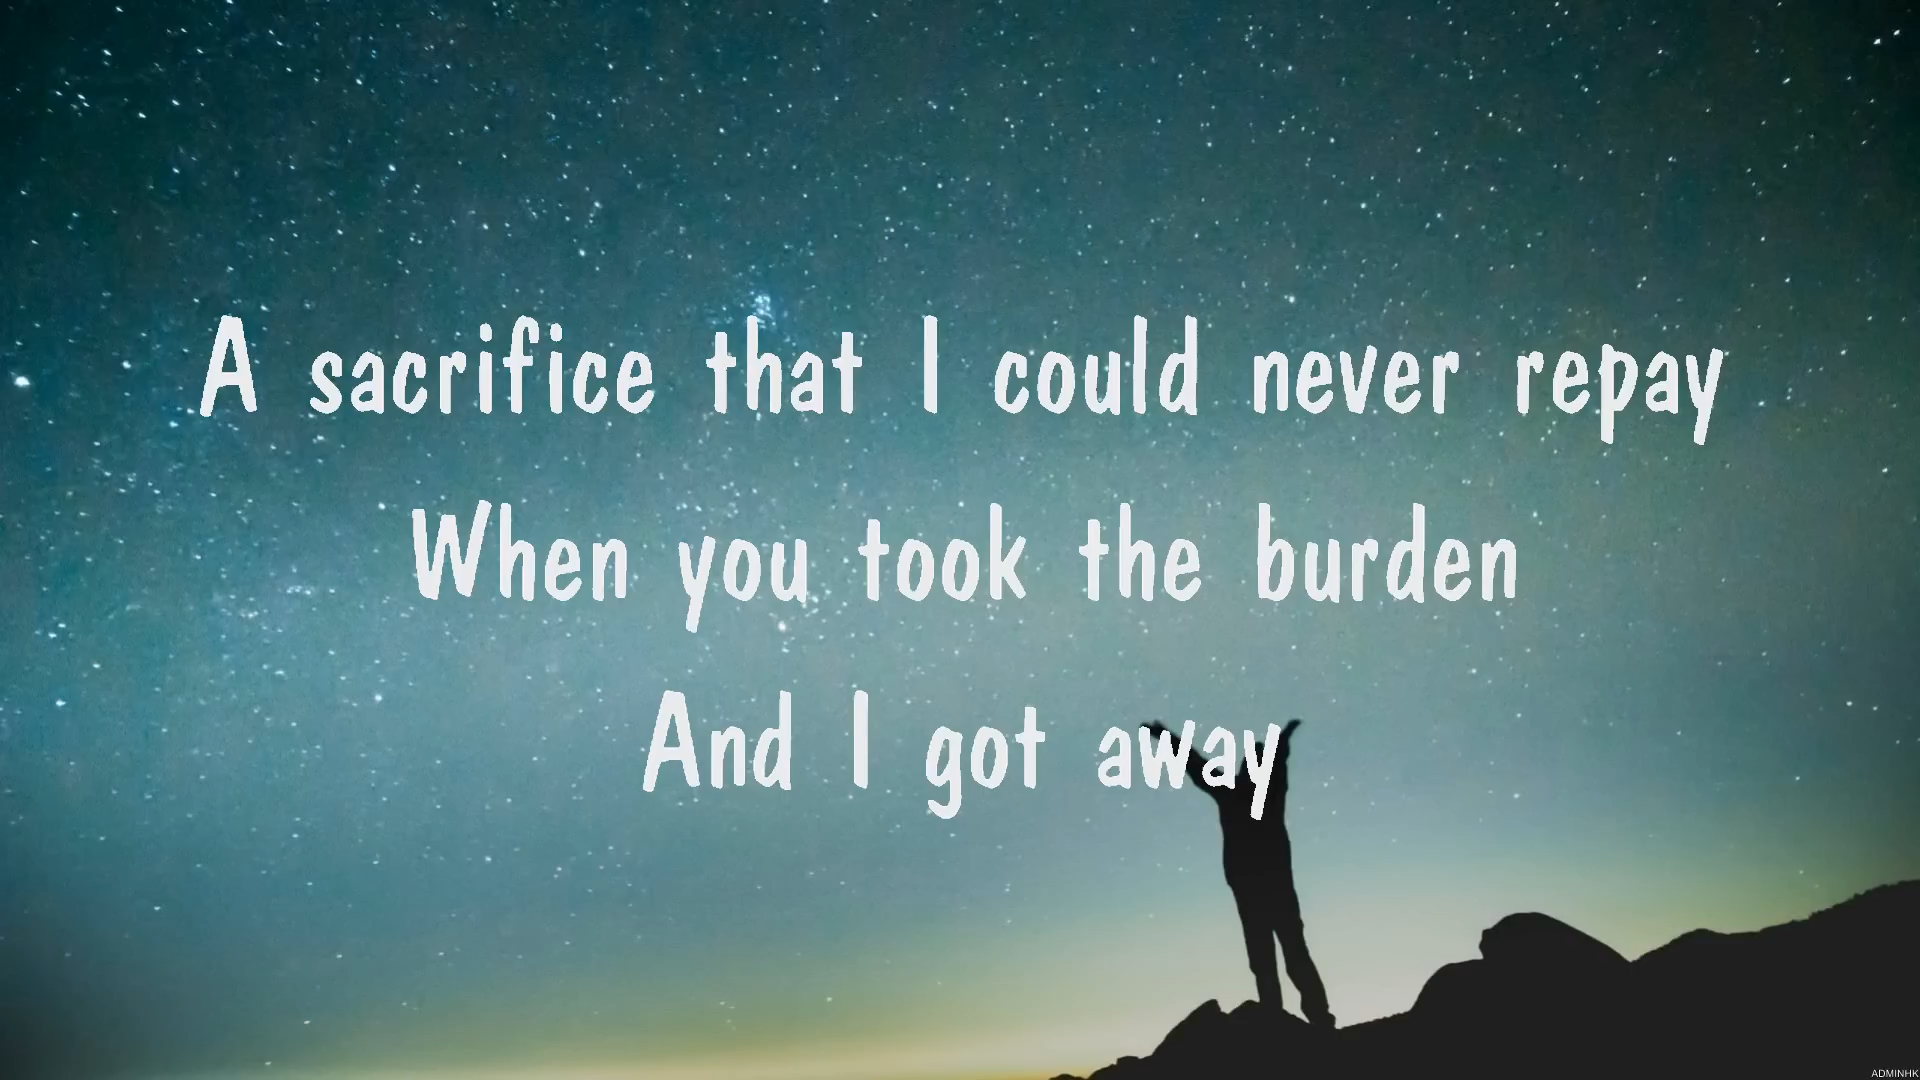 A sacrifice that I could never repay
When you took the burden
And I got away
ADMINHK